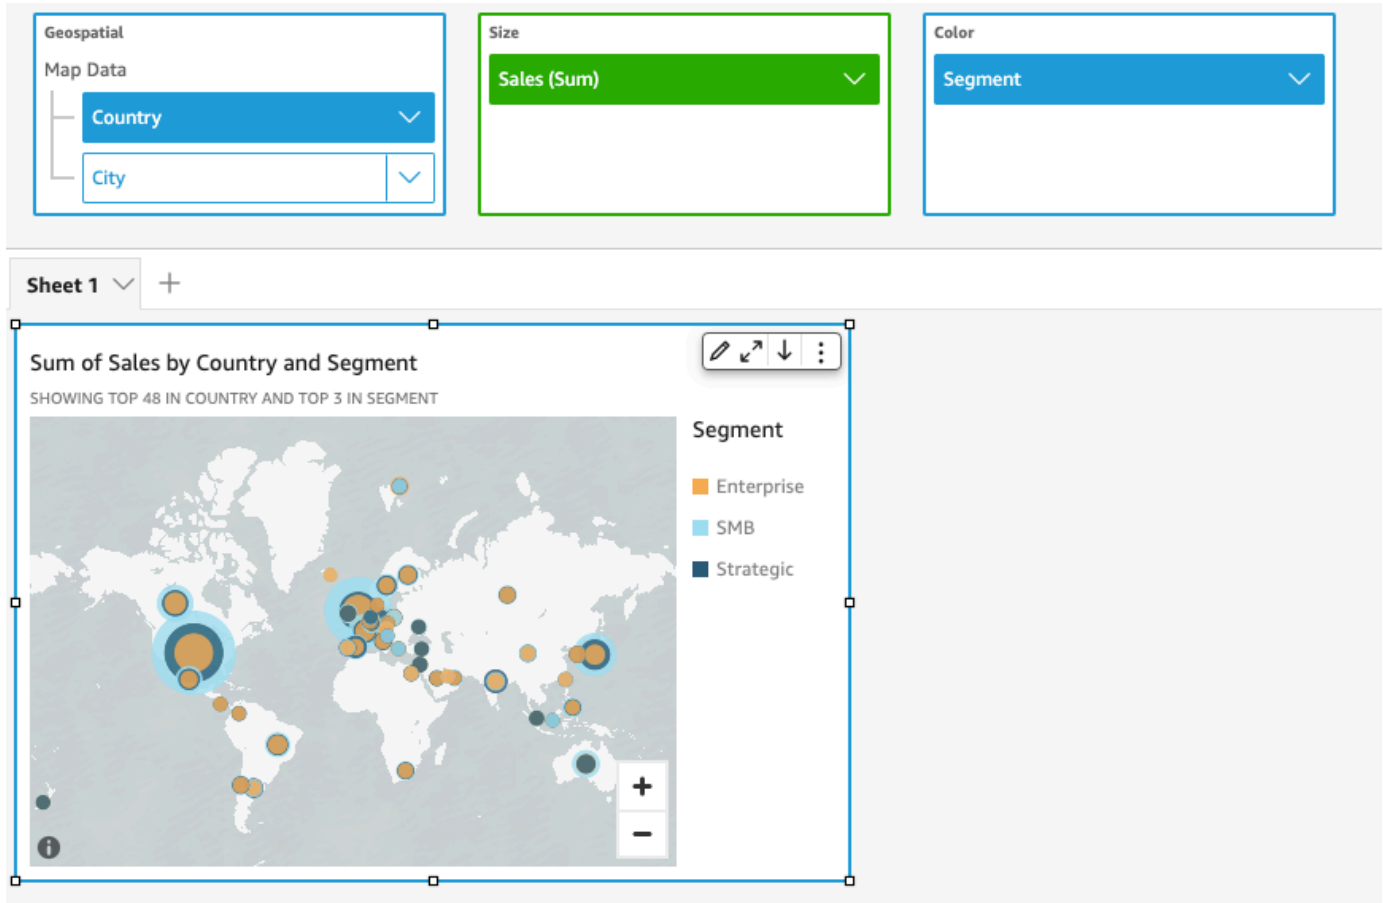 Geospatial
Map Data
Country
City
Size
Sales (Sum)
Color
Segment
Sheet 1
Sum of Sales by Country and Segment
SHOWING TOP 48 IN COUNTRY AND TOP 3 IN SEGMENT
Segment
Enterprise
SMB
Strategic